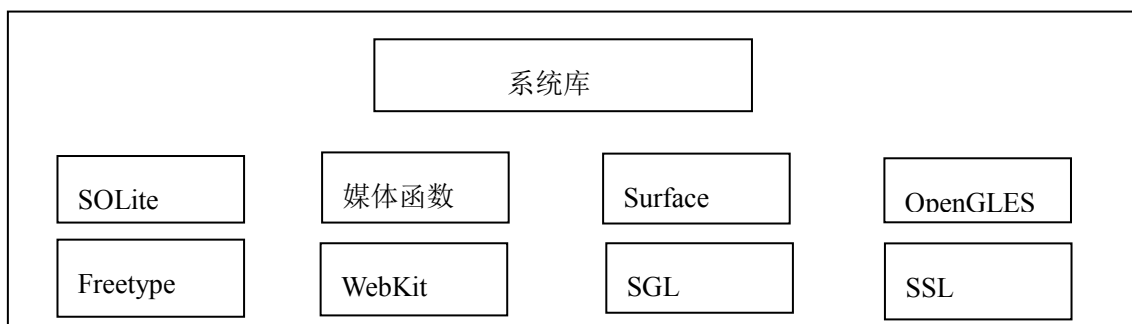 系统库
SOLite
媒体函数
Surface
OpenGLES
Freetype
WebKit
SGL
SSL